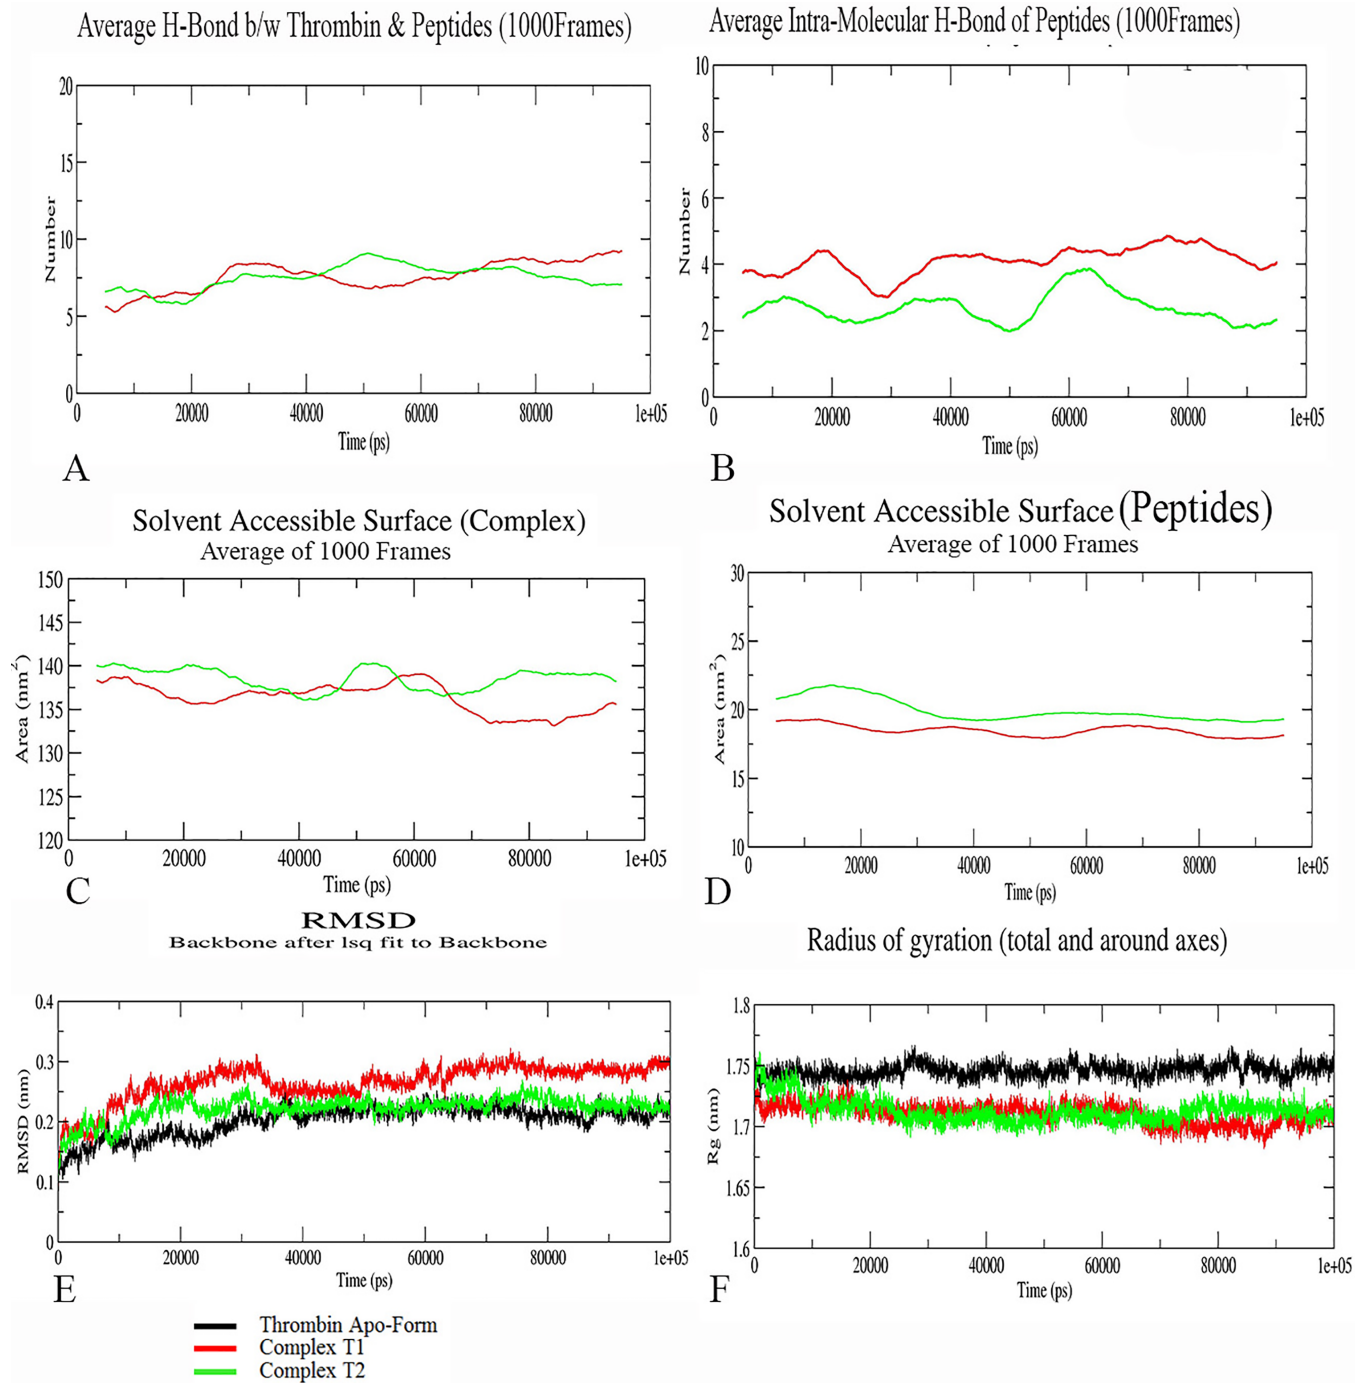 Average H-Bond b/w Thrombin & Peptides (1000Frames)
20
15
10
5
0
Number
0 20000 40000 60000 80000 1e+05
Time (ps)
A
Average Intra-Molecular H-Bond of Peptides (1000Frames)
10
8
6
4
2
0
Number
0 20000 40000 60000 80000 1e+05
Time (ps)
B
Solvent Accessible Surface (Complex)
Average of 1000 Frames
150
145
140
135
130
125
120
Area (nm²)
0 20000 40000 60000 80000 1e+05
Time (ps)
C
Solvent Accessible Surface (Peptides)
Average of 1000 Frames
30
25
20
15
10
Area (nm²)
0 20000 40000 60000 80000 1e+05
Time (ps)
D
RMSD
Backbone after lsq fit to Backbone
0.4
0.3
0.2
0.1
0
RMSD (nm)
0 20000 40000 60000 80000 1e+05
Time (ps)
E
Radius of gyration (total and around axes)
1.8
1.75
1.7
1.65
1.6
Rg (nm)
0 20000 40000 60000 80000 1e+05
Time (ps)
F
Thrombin Apo-Form
Complex T1
Complex T2